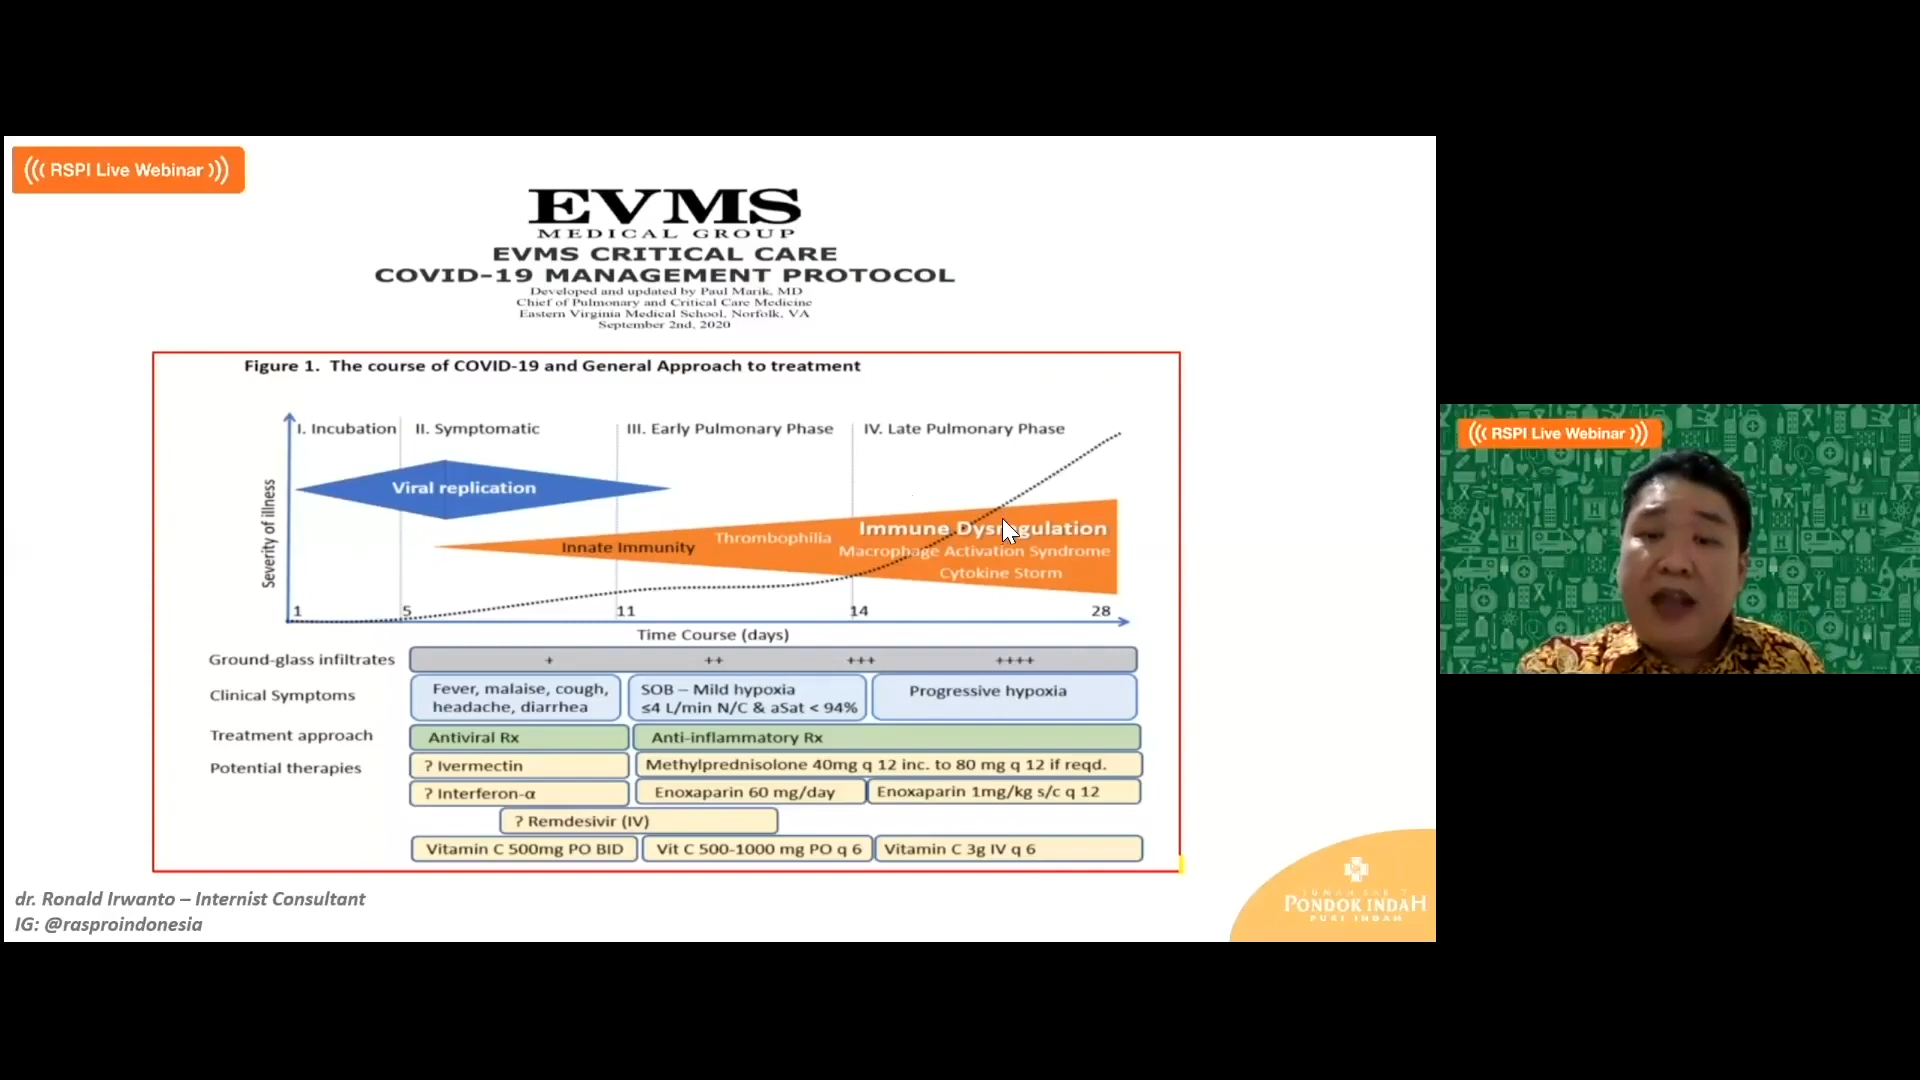 ((( RSPI Live Webinar )))
EVMS
MEDICAL GROUP
EVMS CRITICAL CARE
COVID-19 MANAGEMENT PROTOCOL
Developed and updated by Paul Marik, MD
Chief of Pulmonary and Critical Care Medicine
Eastern Virginia Medical School, Norfolk, VA
September 2nd, 2020
Figure 1. The course of COVID-19 and General Approach to treatment
I. Incubation II. Symptomatic III. Early Pulmonary Phase IV. Late Pulmonary Phase
Severity of illness
Viral replication
Innate Immunity
Thrombophilia
Immune Dysregulation
Macrophage Activation Syndrome
Cytokine Storm
1 5 11 14 28
Time Course (days)
Ground-glass infiltrates + ++ +++ ++++
Clinical Symptoms
Fever, malaise, cough,
headache, diarrhea
SOB – Mild hypoxia
≤4 L/min N/C & aSat < 94%
Progressive hypoxia
Treatment approach Antiviral Rx Anti-inflammatory Rx
Potential therapies ? Ivermectin Methylprednisolone 40mg q 12 inc. to 80 mg q 12 if reqd.
? Interferon-α Enoxaparin 60 mg/day Enoxaparin 1mg/kg s/c q 12
? Remdesivir (IV)
Vitamin C 500mg PO BID Vit C 500-1000 mg PO q 6 Vitamin C 3g IV q 6
dr. Ronald Irwanto – Internist Consultant
IG: @rasproindonesia
RUMAH SAKIT
PONDOK INDAH
PURI INDAH
((( RSPI Live Webinar )))